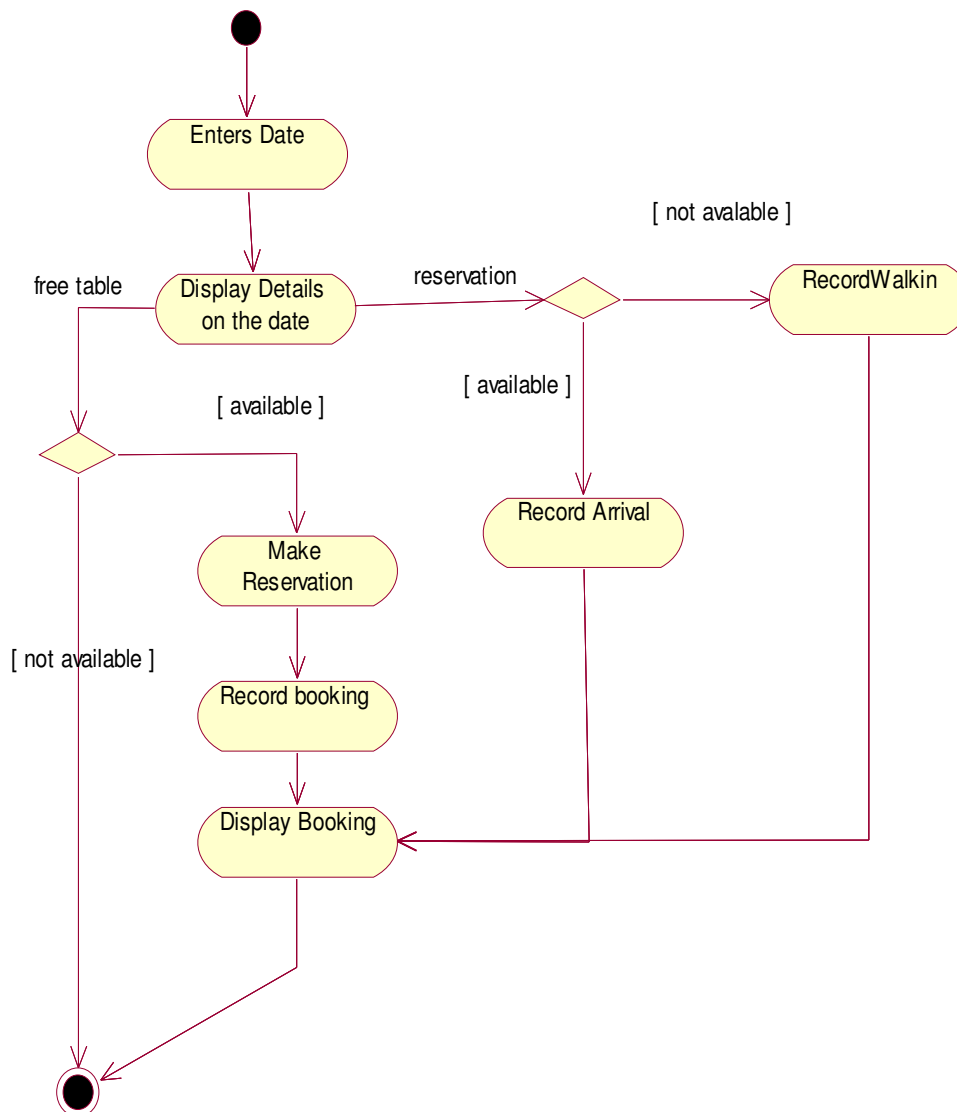 Enters Date
[ not avalable ]
free table
Display Details
on the date
reservation
RecordWalkin
[ available ]
[ available ]
Record Arrival
Make
Reservation
[ not available ]
Record booking
Display Booking